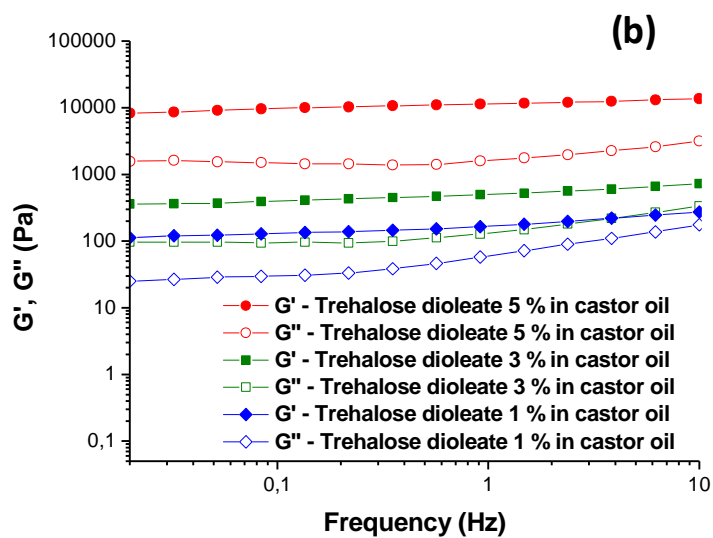 (b)
100000
10000
1000
100
10
1
0,1
G', G'' (Pa)
G' - Trehalose dioleate 5 % in castor oil
G'' - Trehalose dioleate 5 % in castor oil
G' - Trehalose dioleate 3 % in castor oil
G'' - Trehalose dioleate 3 % in castor oil
G' - Trehalose dioleate 1 % in castor oil
G'' - Trehalose dioleate 1 % in castor oil
0,1 1 10
Frequency (Hz)